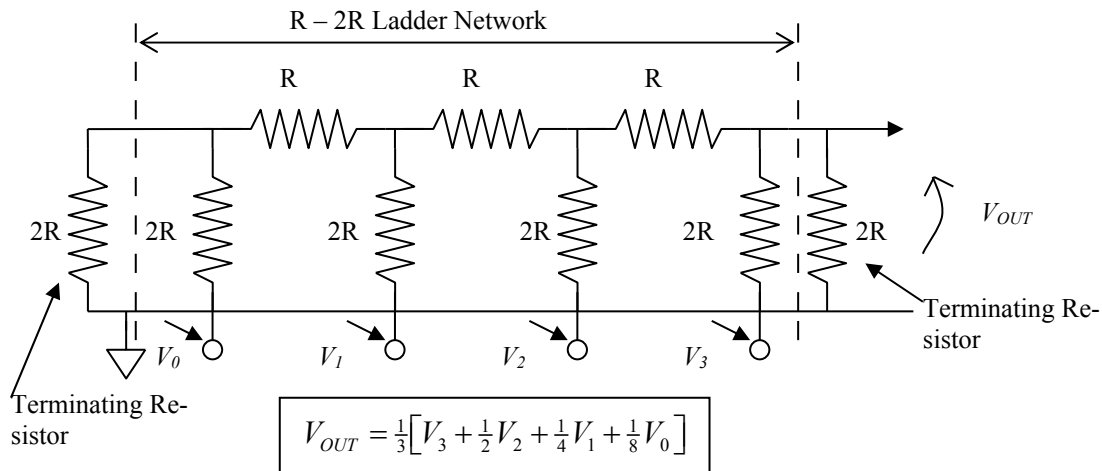 R – 2R Ladder Network
R R R
2R 2R 2R 2R 2R 2R
V_OUT
V_0 V_1 V_2 V_3
Terminating Re-
sistor
Terminating Re-
sistor
V_OUT = 1/3[V_3 + 1/2 V_2 + 1/4 V_1 + 1/8 V_0]